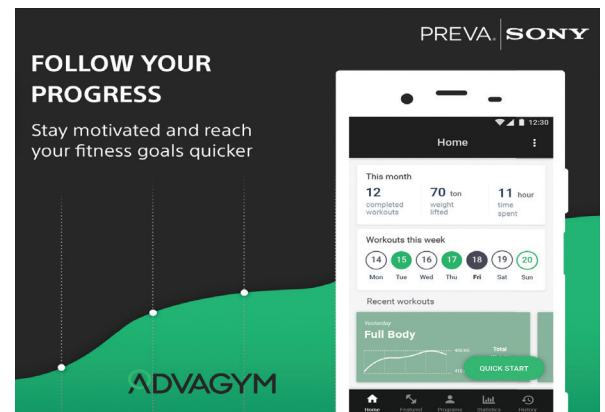 PREVA. SONY
FOLLOW YOUR
PROGRESS
Stay motivated and reach
your fitness goals quicker
12:30
Home
This month
12 70 ton 11 hour
completed weight time
workouts lifted spent
Workouts this week
14 15 16 17 18 19 20
Mon Tue Wed Thu Fri Sat Sun
Recent workouts
Yesterday
Full Body
Total
QUICK START
ADVAGYM
Home Featured Programs Statistics History